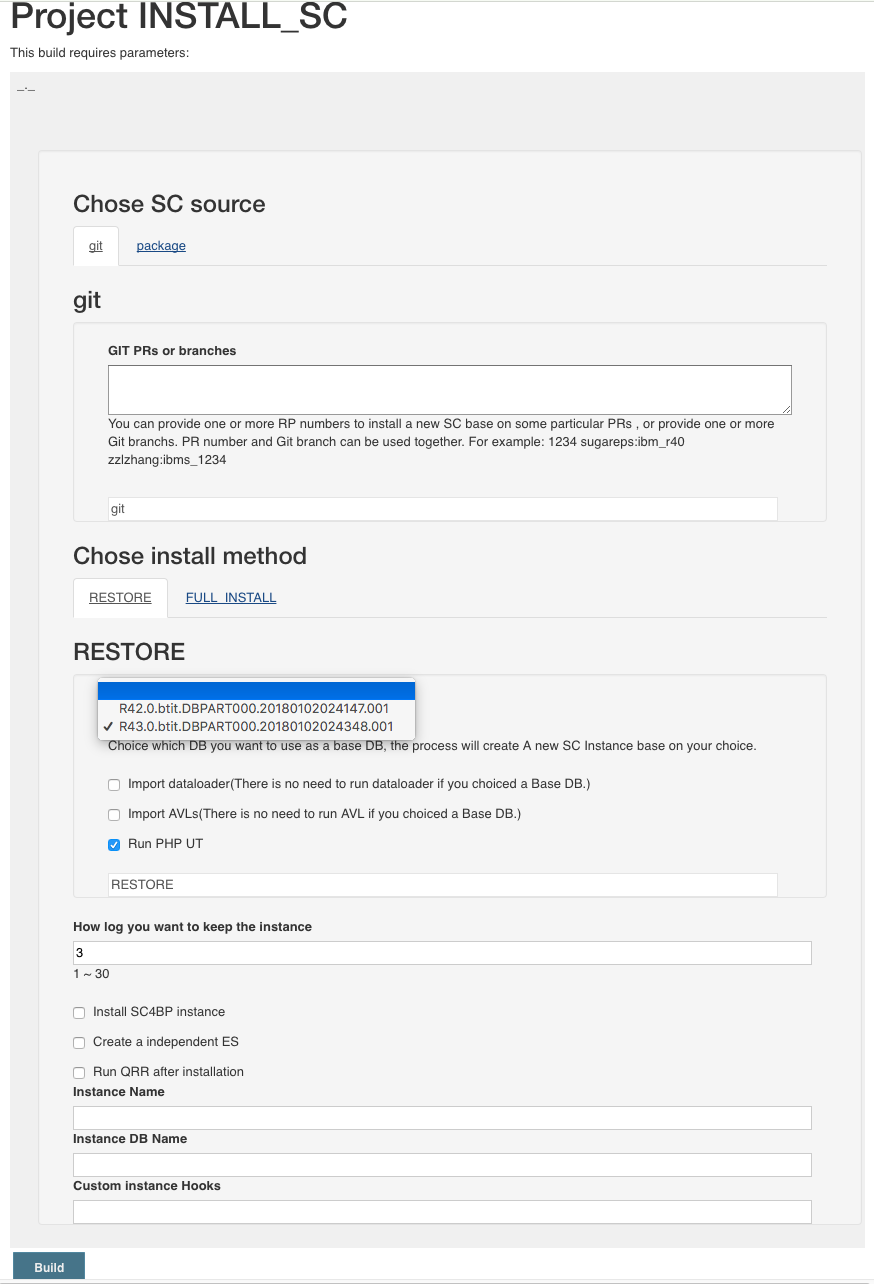 Project INSTALL_SC
This build requires parameters:
_._
Chose SC source
git package
git
GIT PRs or branches
You can provide one or more RP numbers to install a new SC base on some particular PRs , or provide one or more
Git branchs. PR number and Git branch can be used together. For example: 1234 sugareps:ibm_r40
zzlzhang:ibms_1234
git
Chose install method
RESTORE FULL_INSTALL
RESTORE
R42.0.btit.DBPART000.20180102024147.001
✓ R43.0.btit.DBPART000.20180102024348.001
Choice which DB you want to use as a base DB, the process will create A new SC Instance base on your choice.
Import dataloader(There is no need to run dataloader if you choiced a Base DB.)
Import AVLs(There is no need to run AVL if you choiced a Base DB.)
Run PHP UT
RESTORE
How log you want to keep the instance
3
1 ~ 30
Install SC4BP instance
Create a independent ES
Run QRR after installation
Instance Name
Instance DB Name
Custom instance Hooks
Build